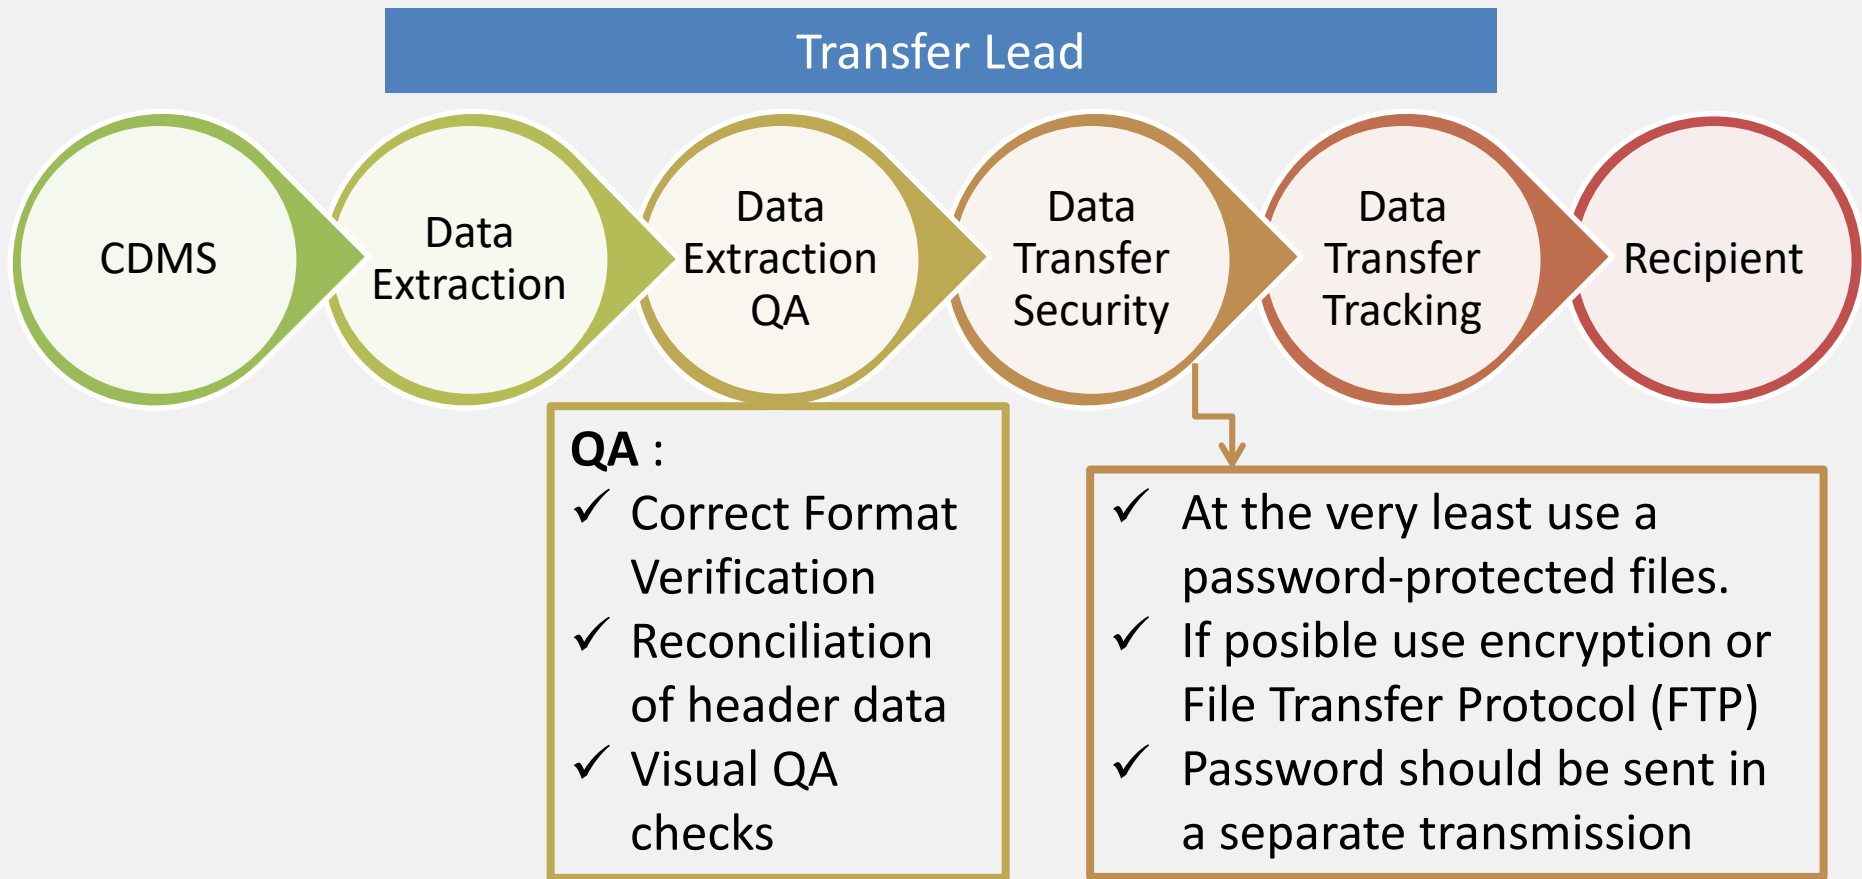 Transfer Lead
CDMS
Data
Extraction
Data
Extraction
QA
Data
Transfer
Security
Data
Transfer
Tracking
Recipient
QA :
✓ Correct Format
Verification
✓ Reconciliation
of header data
✓ Visual QA
checks
✓ At the very least use a
password-protected files.
✓ If posible use encryption or
File Transfer Protocol (FTP)
✓ Password should be sent in
a separate transmission